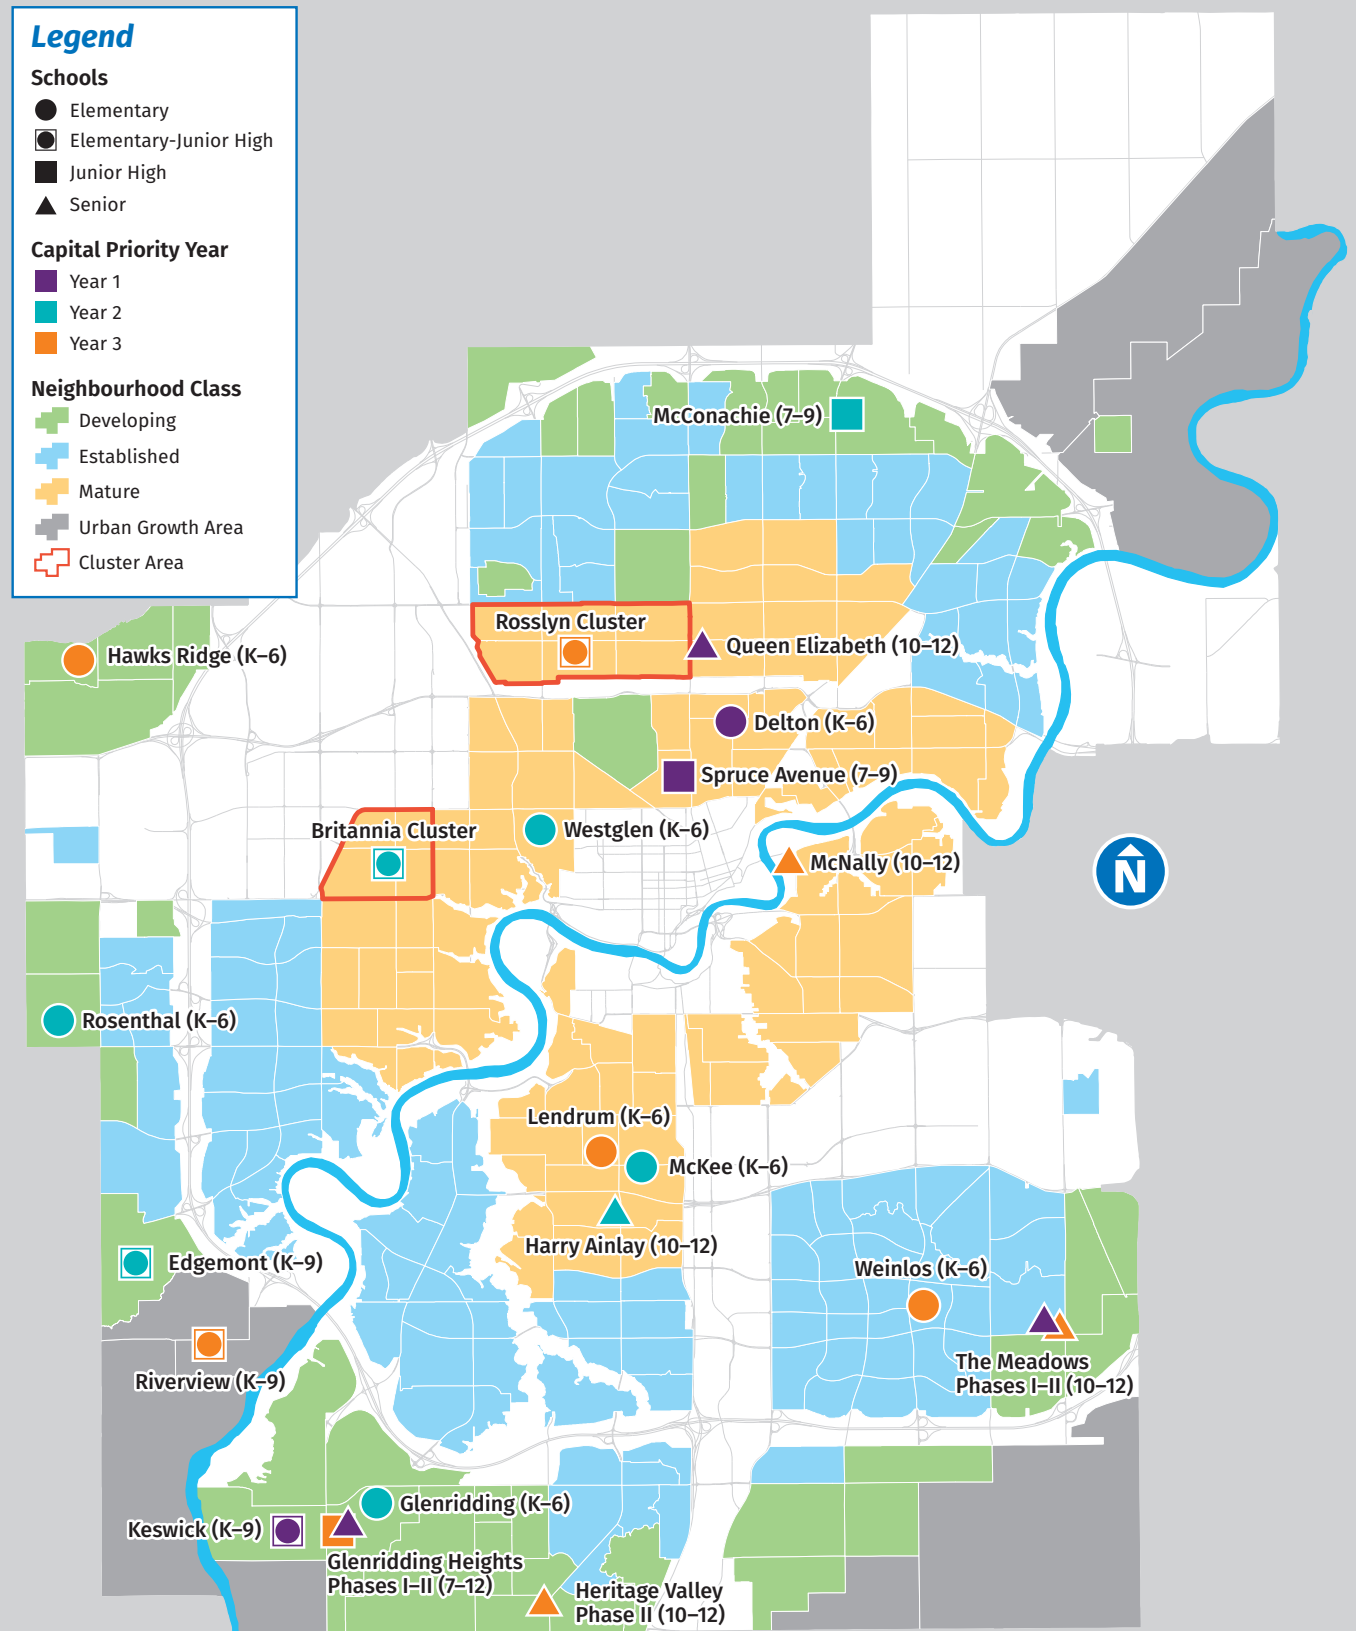 Legend
Schools
Elementary
Elementary-Junior High
Junior High
Senior
Capital Priority Year
Year 1
Year 2
Year 3
Neighbourhood Class
Developing
Established
Mature
Urban Growth Area
Cluster Area
McConachie (7–9)
Rosslyn Cluster
Queen Elizabeth (10–12)
Hawks Ridge (K–6)
Delton (K–6)
Spruce Avenue (7–9)
Britannia Cluster
Westglen (K–6)
McNally (10–12)
N
Rosenthal (K–6)
Lendrum (K–6)
McKee (K–6)
Harry Ainlay (10–12)
Edgemont (K–9)
Weinlos (K–6)
The Meadows
Phases I–II (10–12)
Riverview (K–9)
Glenridding (K–6)
Keswick (K–9)
Glenridding Heights
Phases I–II (7–12)
Heritage Valley
Phase II (10–12)